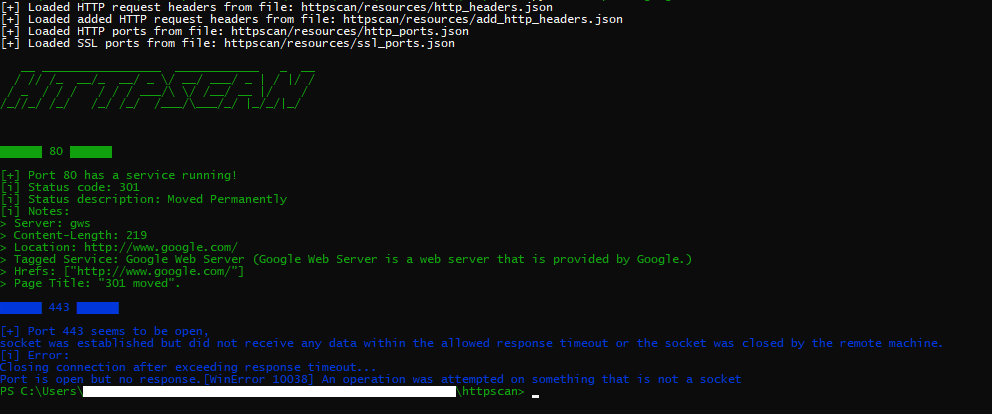 [+] Loaded HTTP request headers from file: httpscan/resources/http_headers.json
[+] Loaded added HTTP request headers from file: httpscan/resources/add_http_headers.json
[+] Loaded HTTP ports from file: httpscan/resources/http_ports.json
[+] Loaded SSL ports from file: httpscan/resources/ssl_ports.json
HTTPSCAN
80
[+] Port 80 has a service running!
[i] Status code: 301
[i] Status description: Moved Permanently
[i] Notes:
> Server: gws
> Content-Length: 219
> Location: http://www.google.com/
> Tagged Service: Google Web Server (Google Web Server is a web server that is provided by Google.)
> Hrefs: ["http://www.google.com/"]
> Page Title: "301 moved".
443
[+] Port 443 seems to be open,
socket was established but did not receive any data within the allowed response timeout or the socket was closed by the remote machine.
[i] Error:
Closing connection after exceeding response timeout...
Port is open but no response.[WinError 10038] An operation was attempted on something that is not a socket
PS C:\Users\ \httpscan>